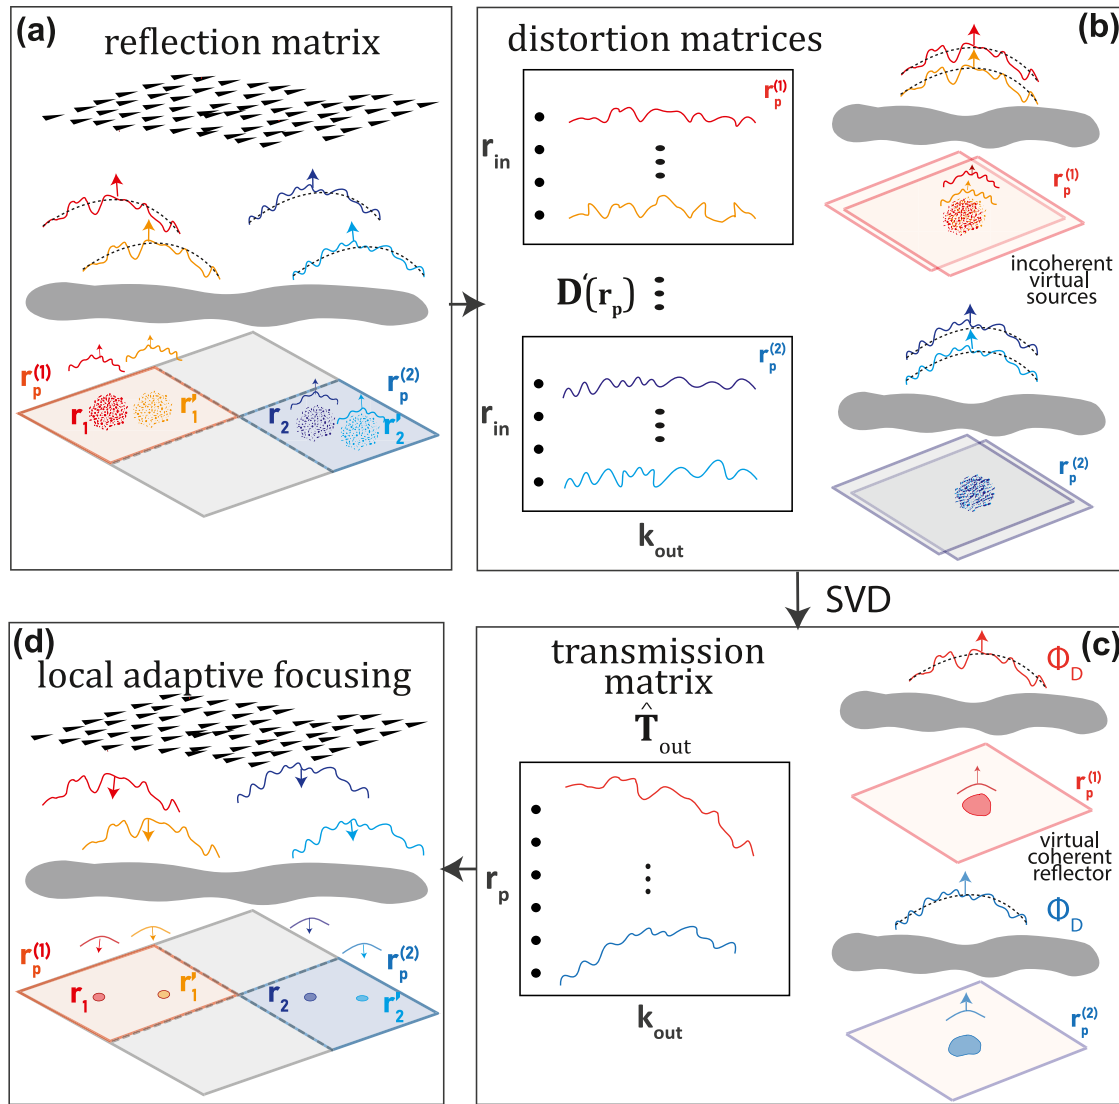 (a)
reflection matrix
r_p^(1)
r_p^(2)
r_1
r'_1
r_2
r'_2
(b)
distortion matrices
r_p^(1)
r_in
D'(r_p)
r_p^(2)
r_in
k_out
r_p^(1)
incoherent
virtual
sources
r_p^(2)
SVD
(c)
transmission
matrix
T̂_out
r_p
k_out
Φ_D
r_p^(1)
virtual
coherent
reflector
Φ_D
r_p^(2)
(d)
local adaptive focusing
r_p^(1)
r_p^(2)
r_1
r'_1
r_2
r'_2